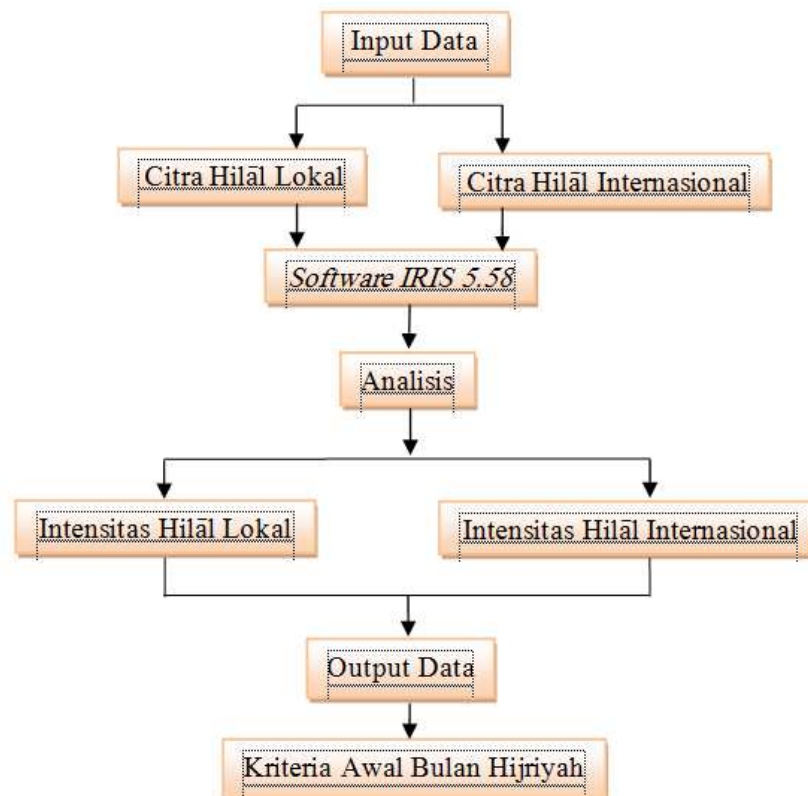 Input Data
Citra Hilāl Lokal
Citra Hilāl Internasional
Software IRIS 5.58
Analisis
Intensitas Hilāl Lokal
Intensitas Hilāl Internasional
Output Data
Kriteria Awal Bulan Hijriyah